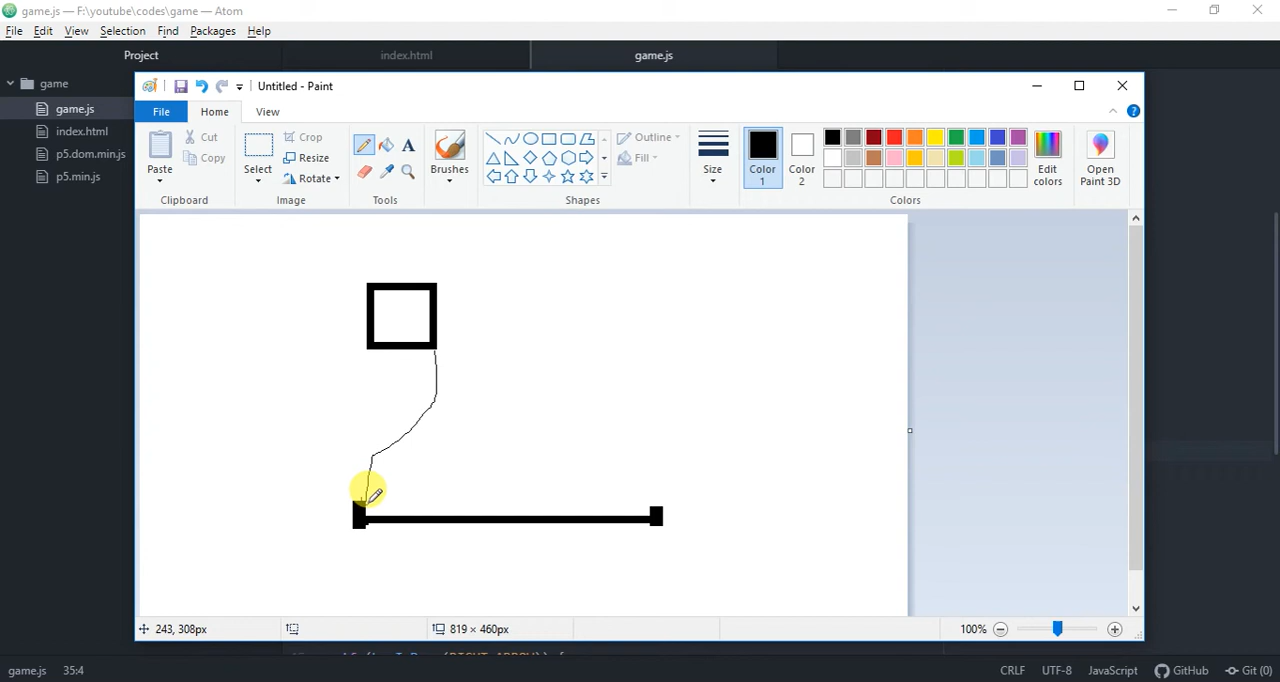 game.js — F:\youtube\codes\game — Atom
File Edit View Selection Find Packages Help
Project index.html game.js
game
game.js
index.html
p5.dom.min.js
p5.min.js
Untitled - Paint
File Home View
Paste Cut Copy
Clipboard
Select Crop Resize Rotate
Image
A
Tools
Brushes
Outline
Fill
Shapes
Size
Color 1
Color 2
Edit colors
Colors
Open Paint 3D
243, 308px
819 × 460px
100%
game.js 35:4
CRLF UTF-8 JavaScript GitHub Git (0)